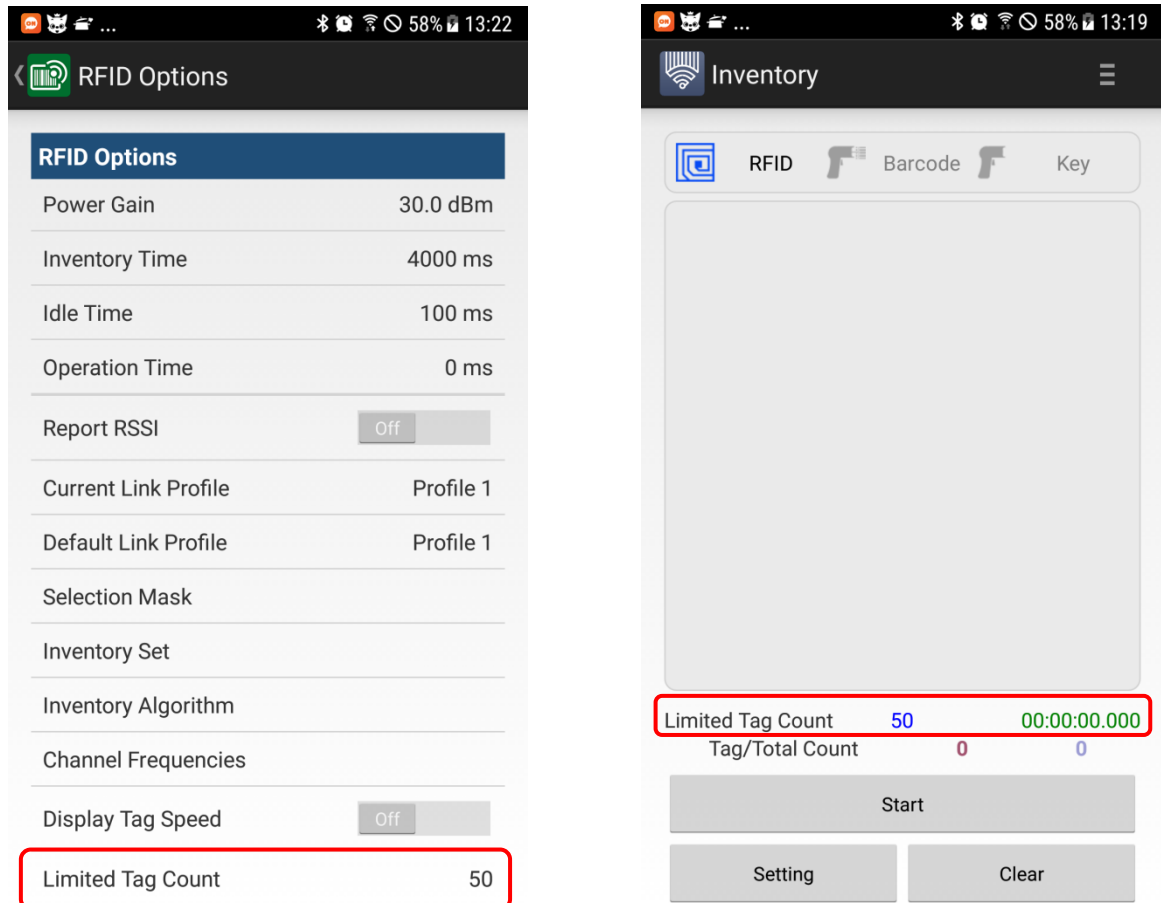 ... 58% 13:22
RFID Options
RFID Options
Power Gain 30.0 dBm
Inventory Time 4000 ms
Idle Time 100 ms
Operation Time 0 ms
Report RSSI Off
Current Link Profile Profile 1
Default Link Profile Profile 1
Selection Mask
Inventory Set
Inventory Algorithm
Channel Frequencies
Display Tag Speed Off
Limited Tag Count 50
... 58% 13:19
Inventory
RFID Barcode Key
Limited Tag Count 50 00:00:00.000
Tag/Total Count 0 0
Start
Setting Clear